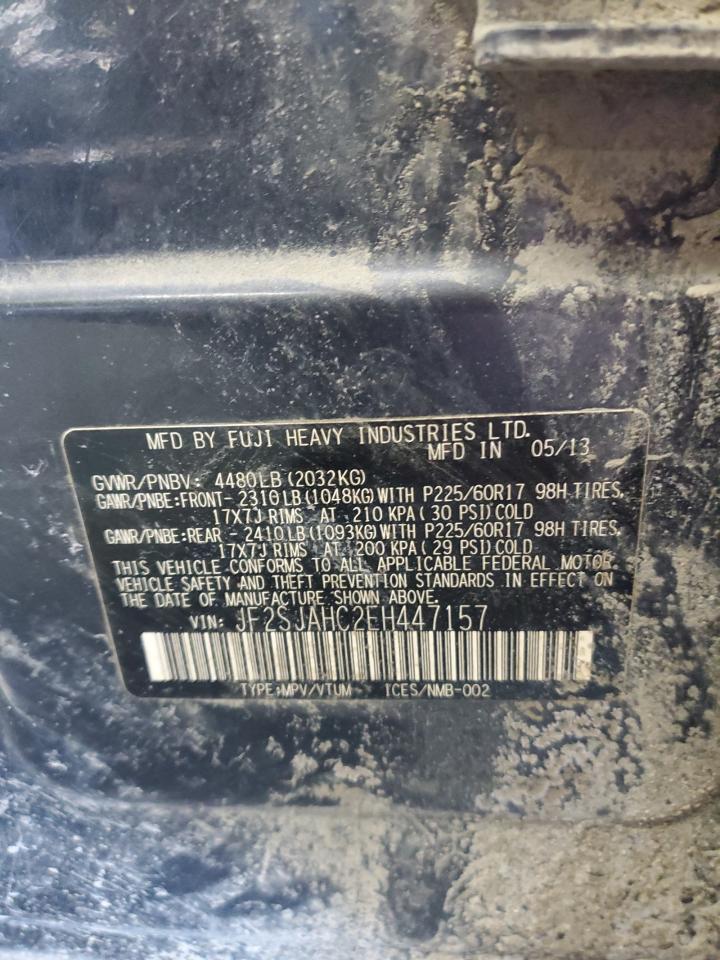 MFD BY FUJI HEAVY INDUSTRIES LTD.
MFD IN 05/13
GVWR/PNBV: 4480LB(2032KG)
GAWR/PNBE:FRONT- 2310LB(1048KG)WITH P225/60R17 98H TIRES,
17X7J RIMS AT 210 KPA(30 PSI)COLD
GAWR/PNBE:REAR - 2410LB(1093KG)WITH P225/60R17 98H TIRES,
17X7J RIMS AT 200 KPA(29 PSI)COLD
THIS VEHICLE CONFORMS TO ALL APPLICABLE FEDERAL MOTOR
VEHICLE SAFETY AND THEFT PREVENTION STANDARDS IN EFFECT ON
THE DATE OF MANUFACTURE SHOWN ABOVE.
VIN: JF2SJAHC2EH447157
TYPE:MPV/VTUM ICES/NMB-002